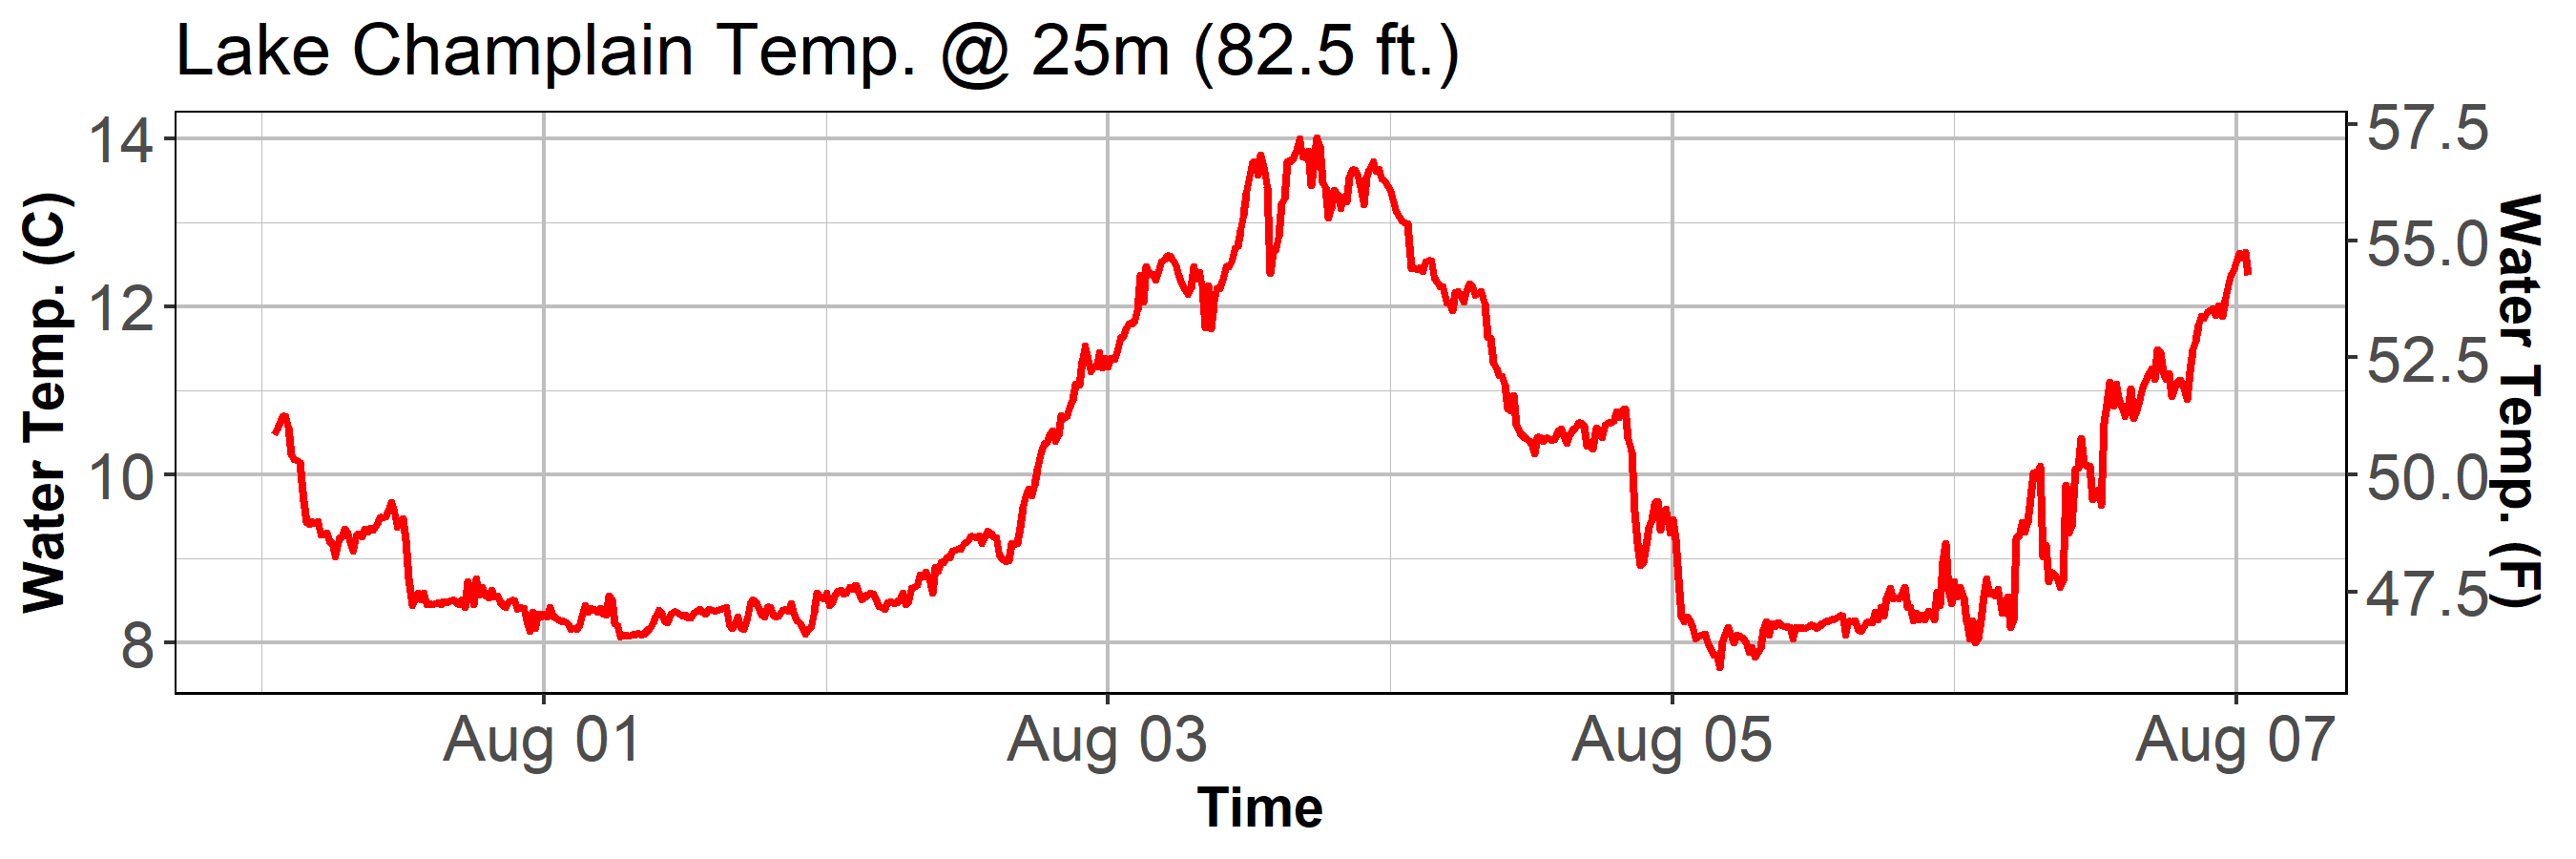 Lake Champlain Temp. @ 25m (82.5 ft.)
Water Temp. (C)
14
12
10
8
57.5
55.0
52.5
50.0
47.5
Water Temp. (F)
Aug 01 Aug 03 Aug 05 Aug 07
Time